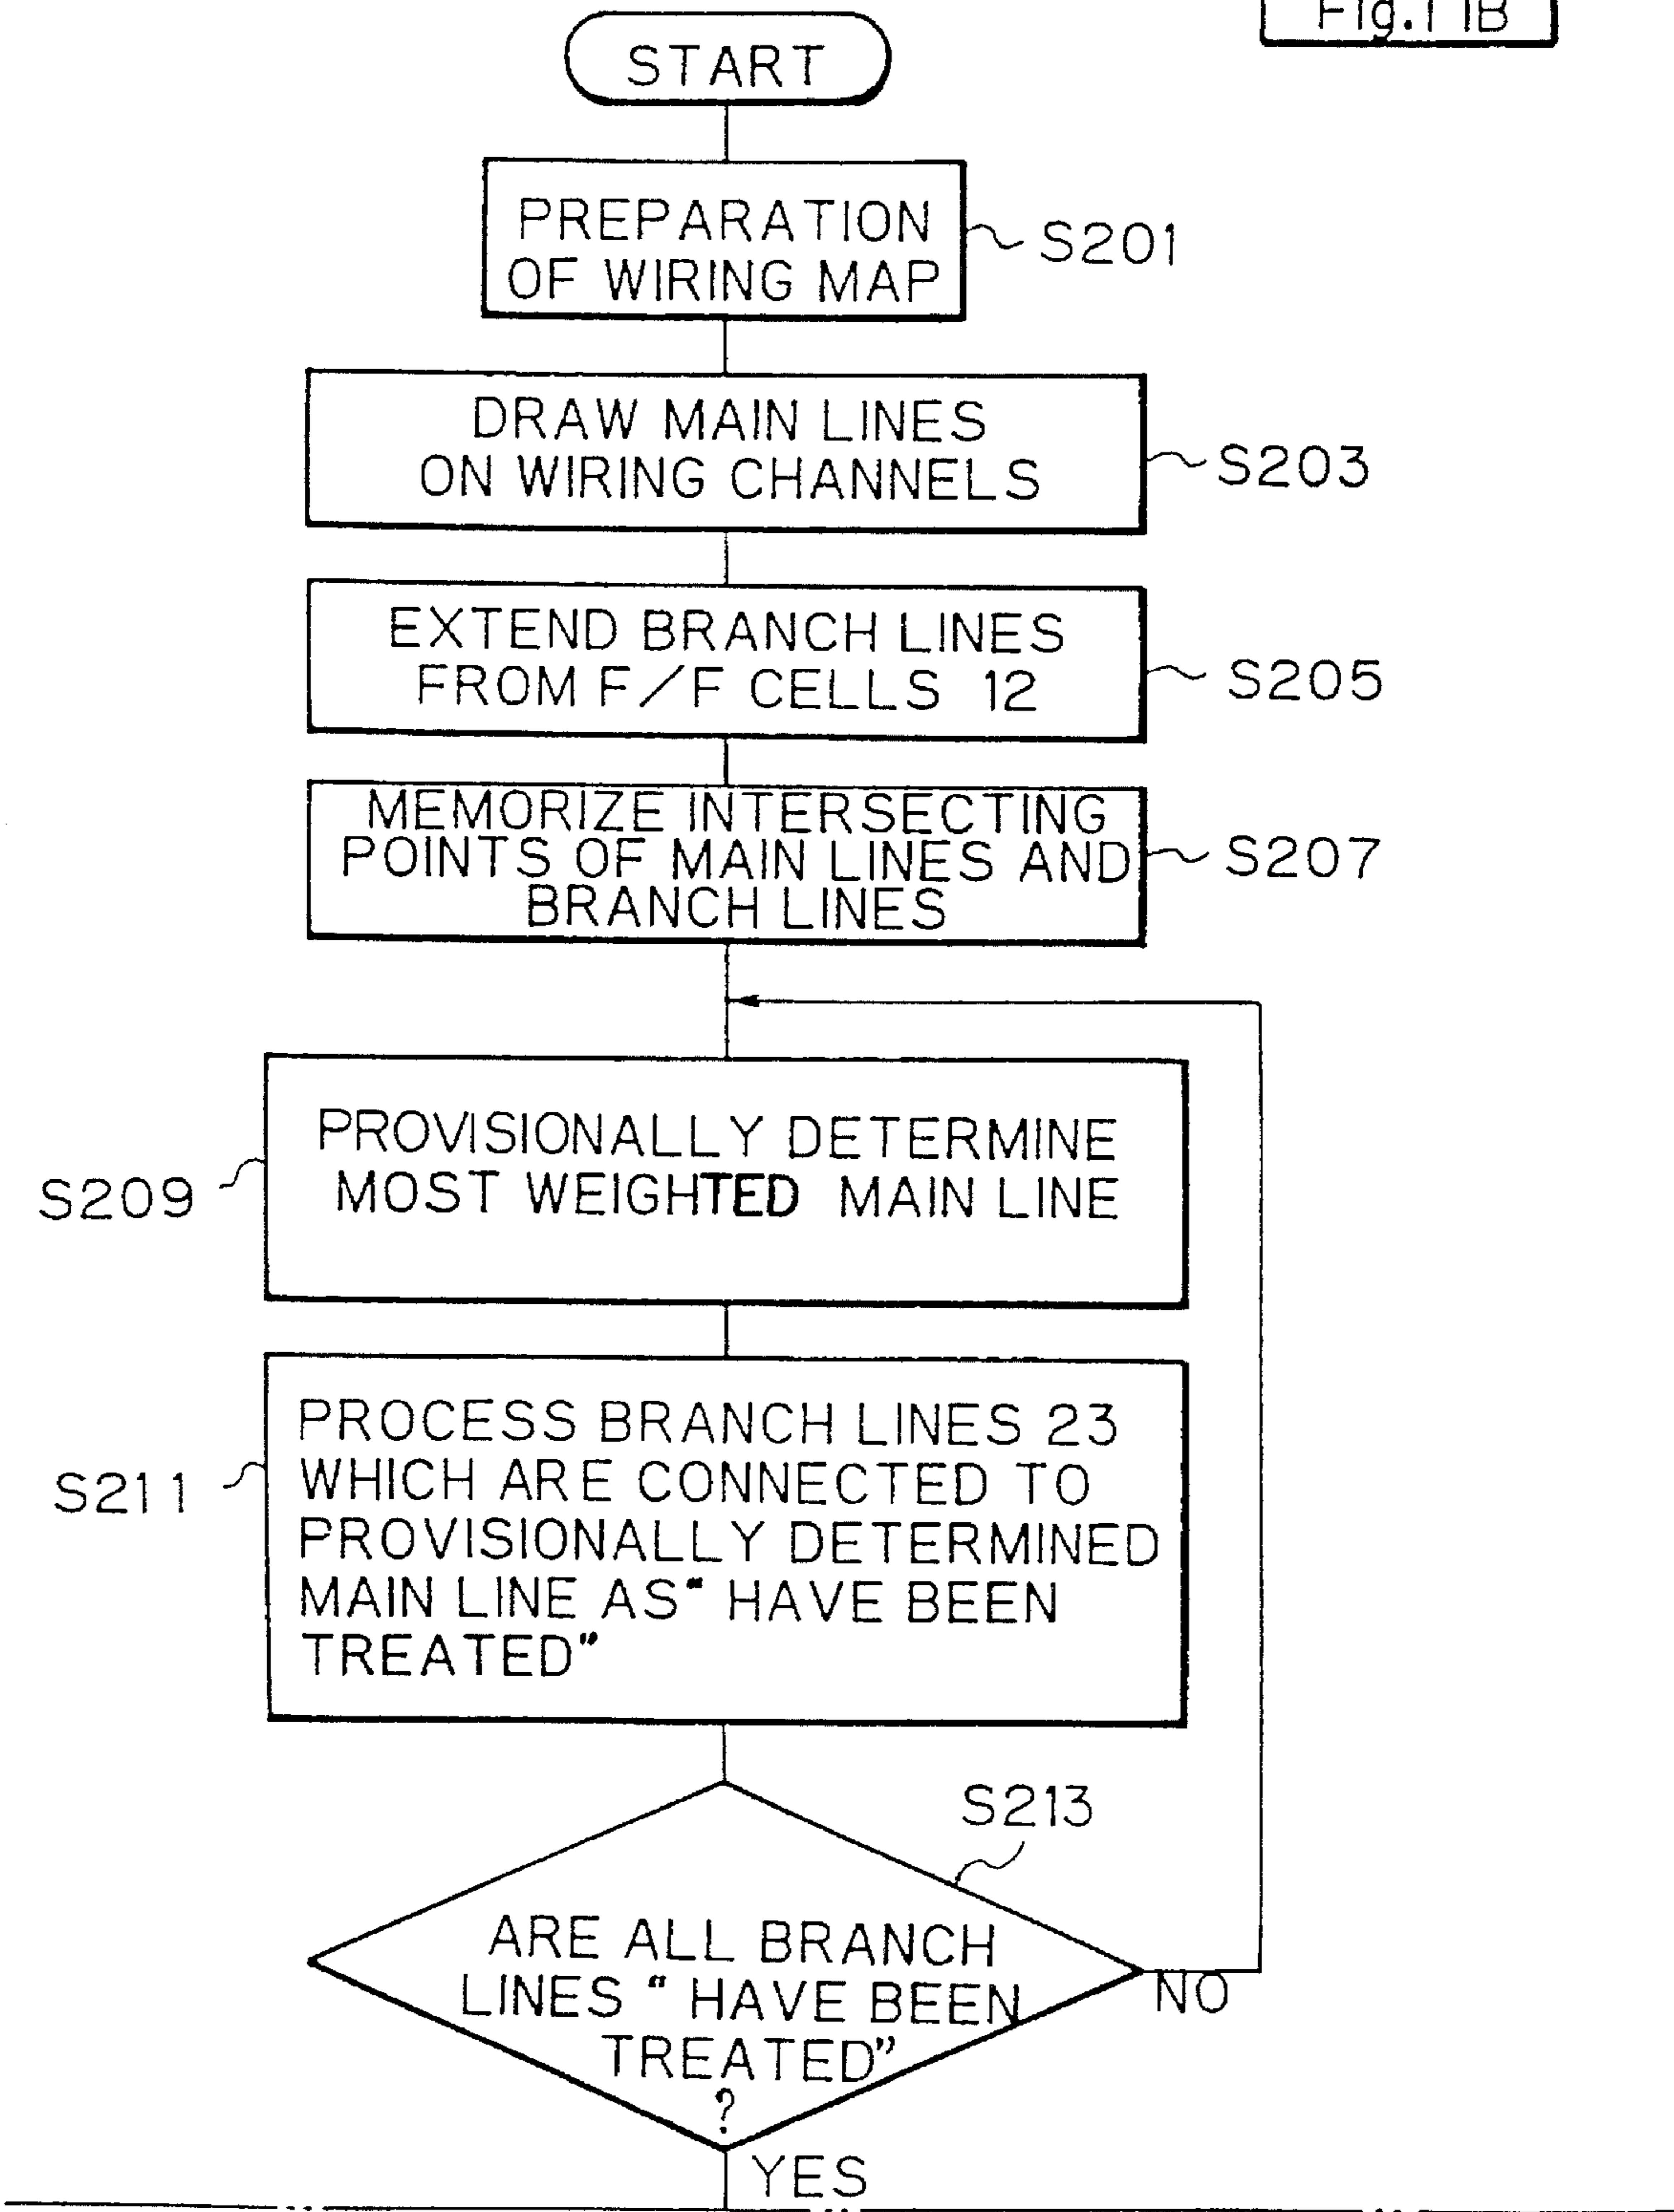 Fig.11B
START
PREPARATION
OF WIRING MAP
S201
DRAW MAIN LINES
ON WIRING CHANNELS
S203
EXTEND BRANCH LINES
FROM F/F CELLS 12
S205
MEMORIZE INTERSECTING
POINTS OF MAIN LINES AND
BRANCH LINES
S207
PROVISIONALLY DETERMINE
MOST WEIGHTED MAIN LINE
S209
PROCESS BRANCH LINES 23
WHICH ARE CONNECTED TO
PROVISIONALLY DETERMINED
MAIN LINE AS“ HAVE BEEN
TREATED”
S211
S213
ARE ALL BRANCH
LINES “ HAVE BEEN
TREATED”
?
NO
YES